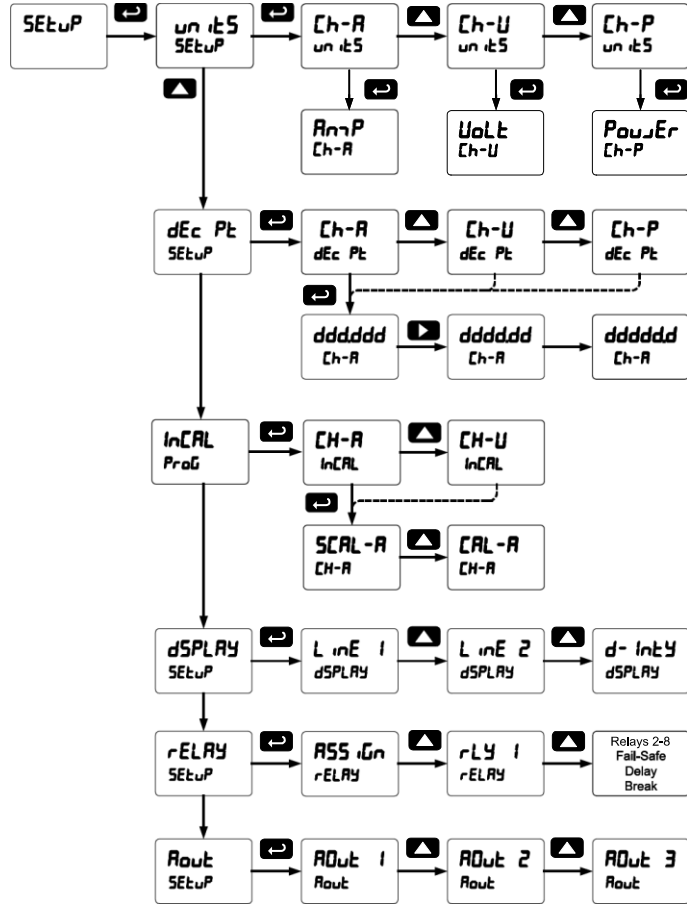 SEtuP
unitS
SEtuP
Ch-A
unitS
Ch-U
unitS
Ch-P
unitS
AmP
Ch-A
VoLt
Ch-U
PowEr
Ch-P
dEc Pt
SEtuP
Ch-A
dEc Pt
Ch-U
dEc Pt
Ch-P
dEc Pt
ddd.ddd
Ch-A
dddd.dd
Ch-A
ddddd.d
Ch-A
InCAL
ProG
CH-A
InCAL
CH-U
InCAL
SCAL-A
CH-A
CAL-A
CH-A
dSPLAY
SEtuP
LinE 1
dSPLAY
LinE 2
dSPLAY
d-IntY
dSPLAY
rELAY
SEtuP
ASSiGn
rELAY
rLY 1
rELAY
Relays 2-8
Fail-Safe
Delay
Break
Aout
SEtuP
AOut 1
Aout
AOut 2
Aout
AOut 3
Aout